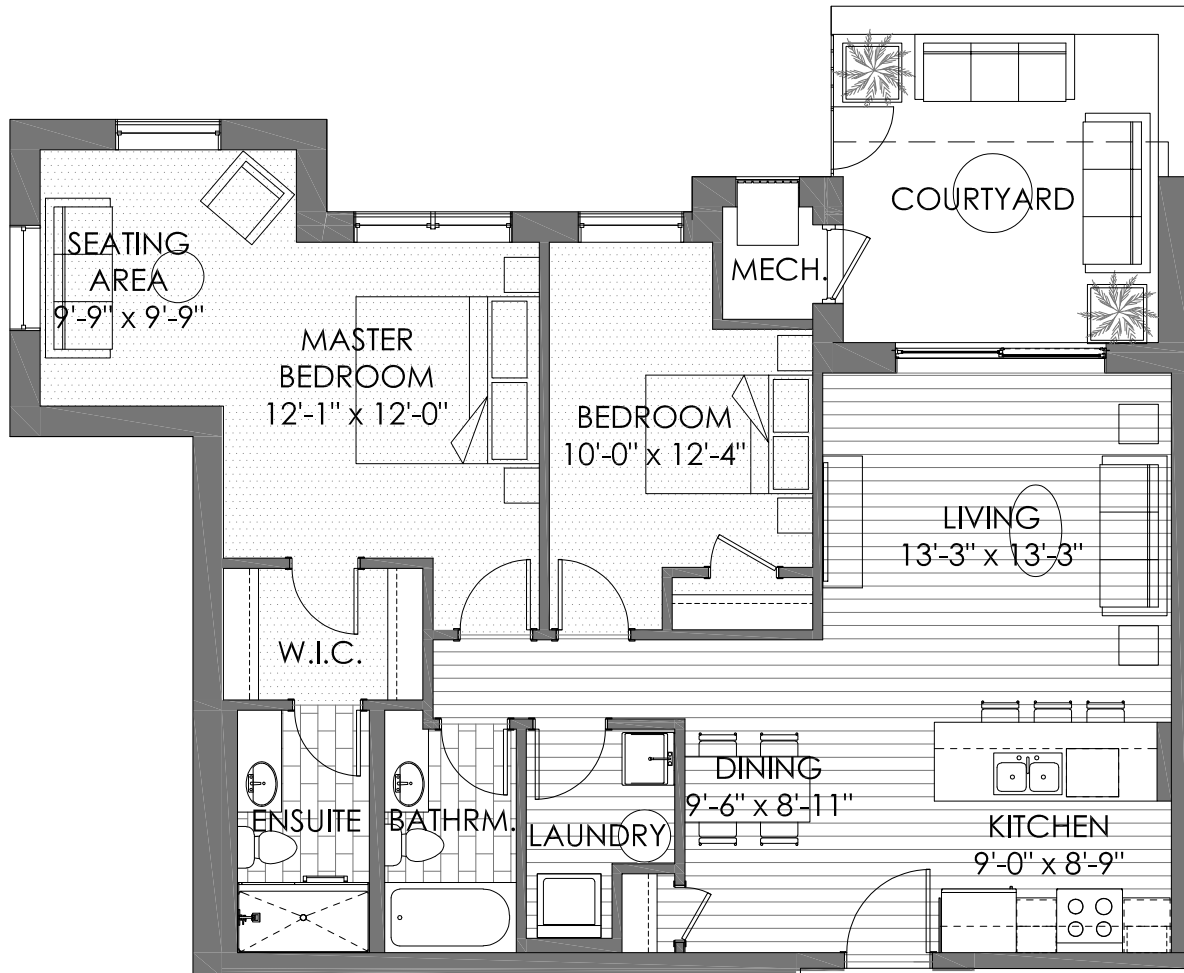 COURTYARD
SEATING
AREA
9'-9" x 9'-9"
MECH.
MASTER
BEDROOM
12'-1" x 12'-0"
BEDROOM
10'-0" x 12'-4"
LIVING
13'-3" x 13'-3"
W.I.C.
DINING
9'-6" x 8'-11"
ENSUITE
BATHRM.
LAUNDRY
KITCHEN
9'-0" x 8'-9"